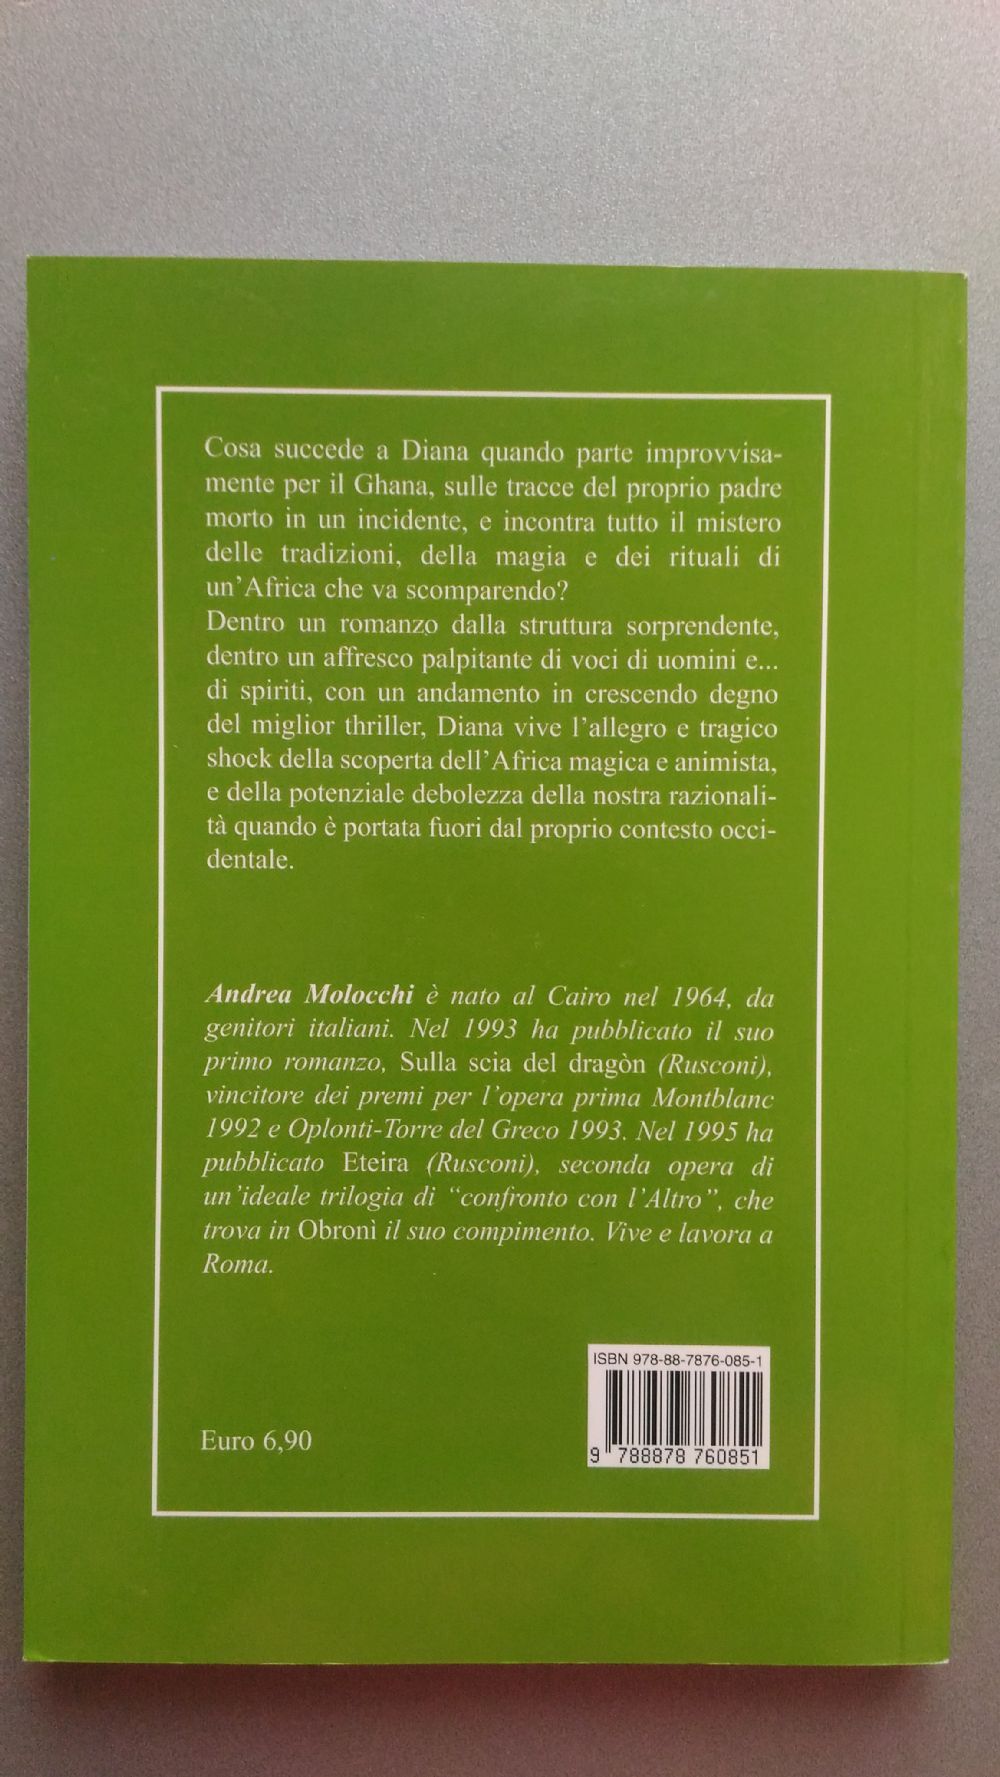 Cosa succede a Diana quando parte improvvisa-
mente per il Ghana, sulle tracce del proprio padre
morto in un incidente, e incontra tutto il mistero
delle tradizioni, della magia e dei rituali di
un'Africa che va scomparendo?
Dentro un romanzo dalla struttura sorprendente,
dentro un affresco palpitante di voci di uomini e...
di spiriti, con un andamento in crescendo degno
del miglior thriller, Diana vive l'allegro e tragico
shock della scoperta dell'Africa magica e animista,
e della potenziale debolezza della nostra razionali-
tà quando è portata fuori dal proprio contesto occi-
dentale.
Andrea Molocchi è nato al Cairo nel 1964, da
genitori italiani. Nel 1993 ha pubblicato il suo
primo romanzo, Sulla scia del dragòn (Rusconi),
vincitore dei premi per l'opera prima Montblanc
1992 e Oplonti-Torre del Greco 1993. Nel 1995 ha
pubblicato Eteira (Rusconi), seconda opera di
un'ideale trilogia di "confronto con l'Altro", che
trova in Obronì il suo compimento. Vive e lavora a
Roma.
ISBN 978-88-7876-085-1
Euro 6,90
9 788878 760851